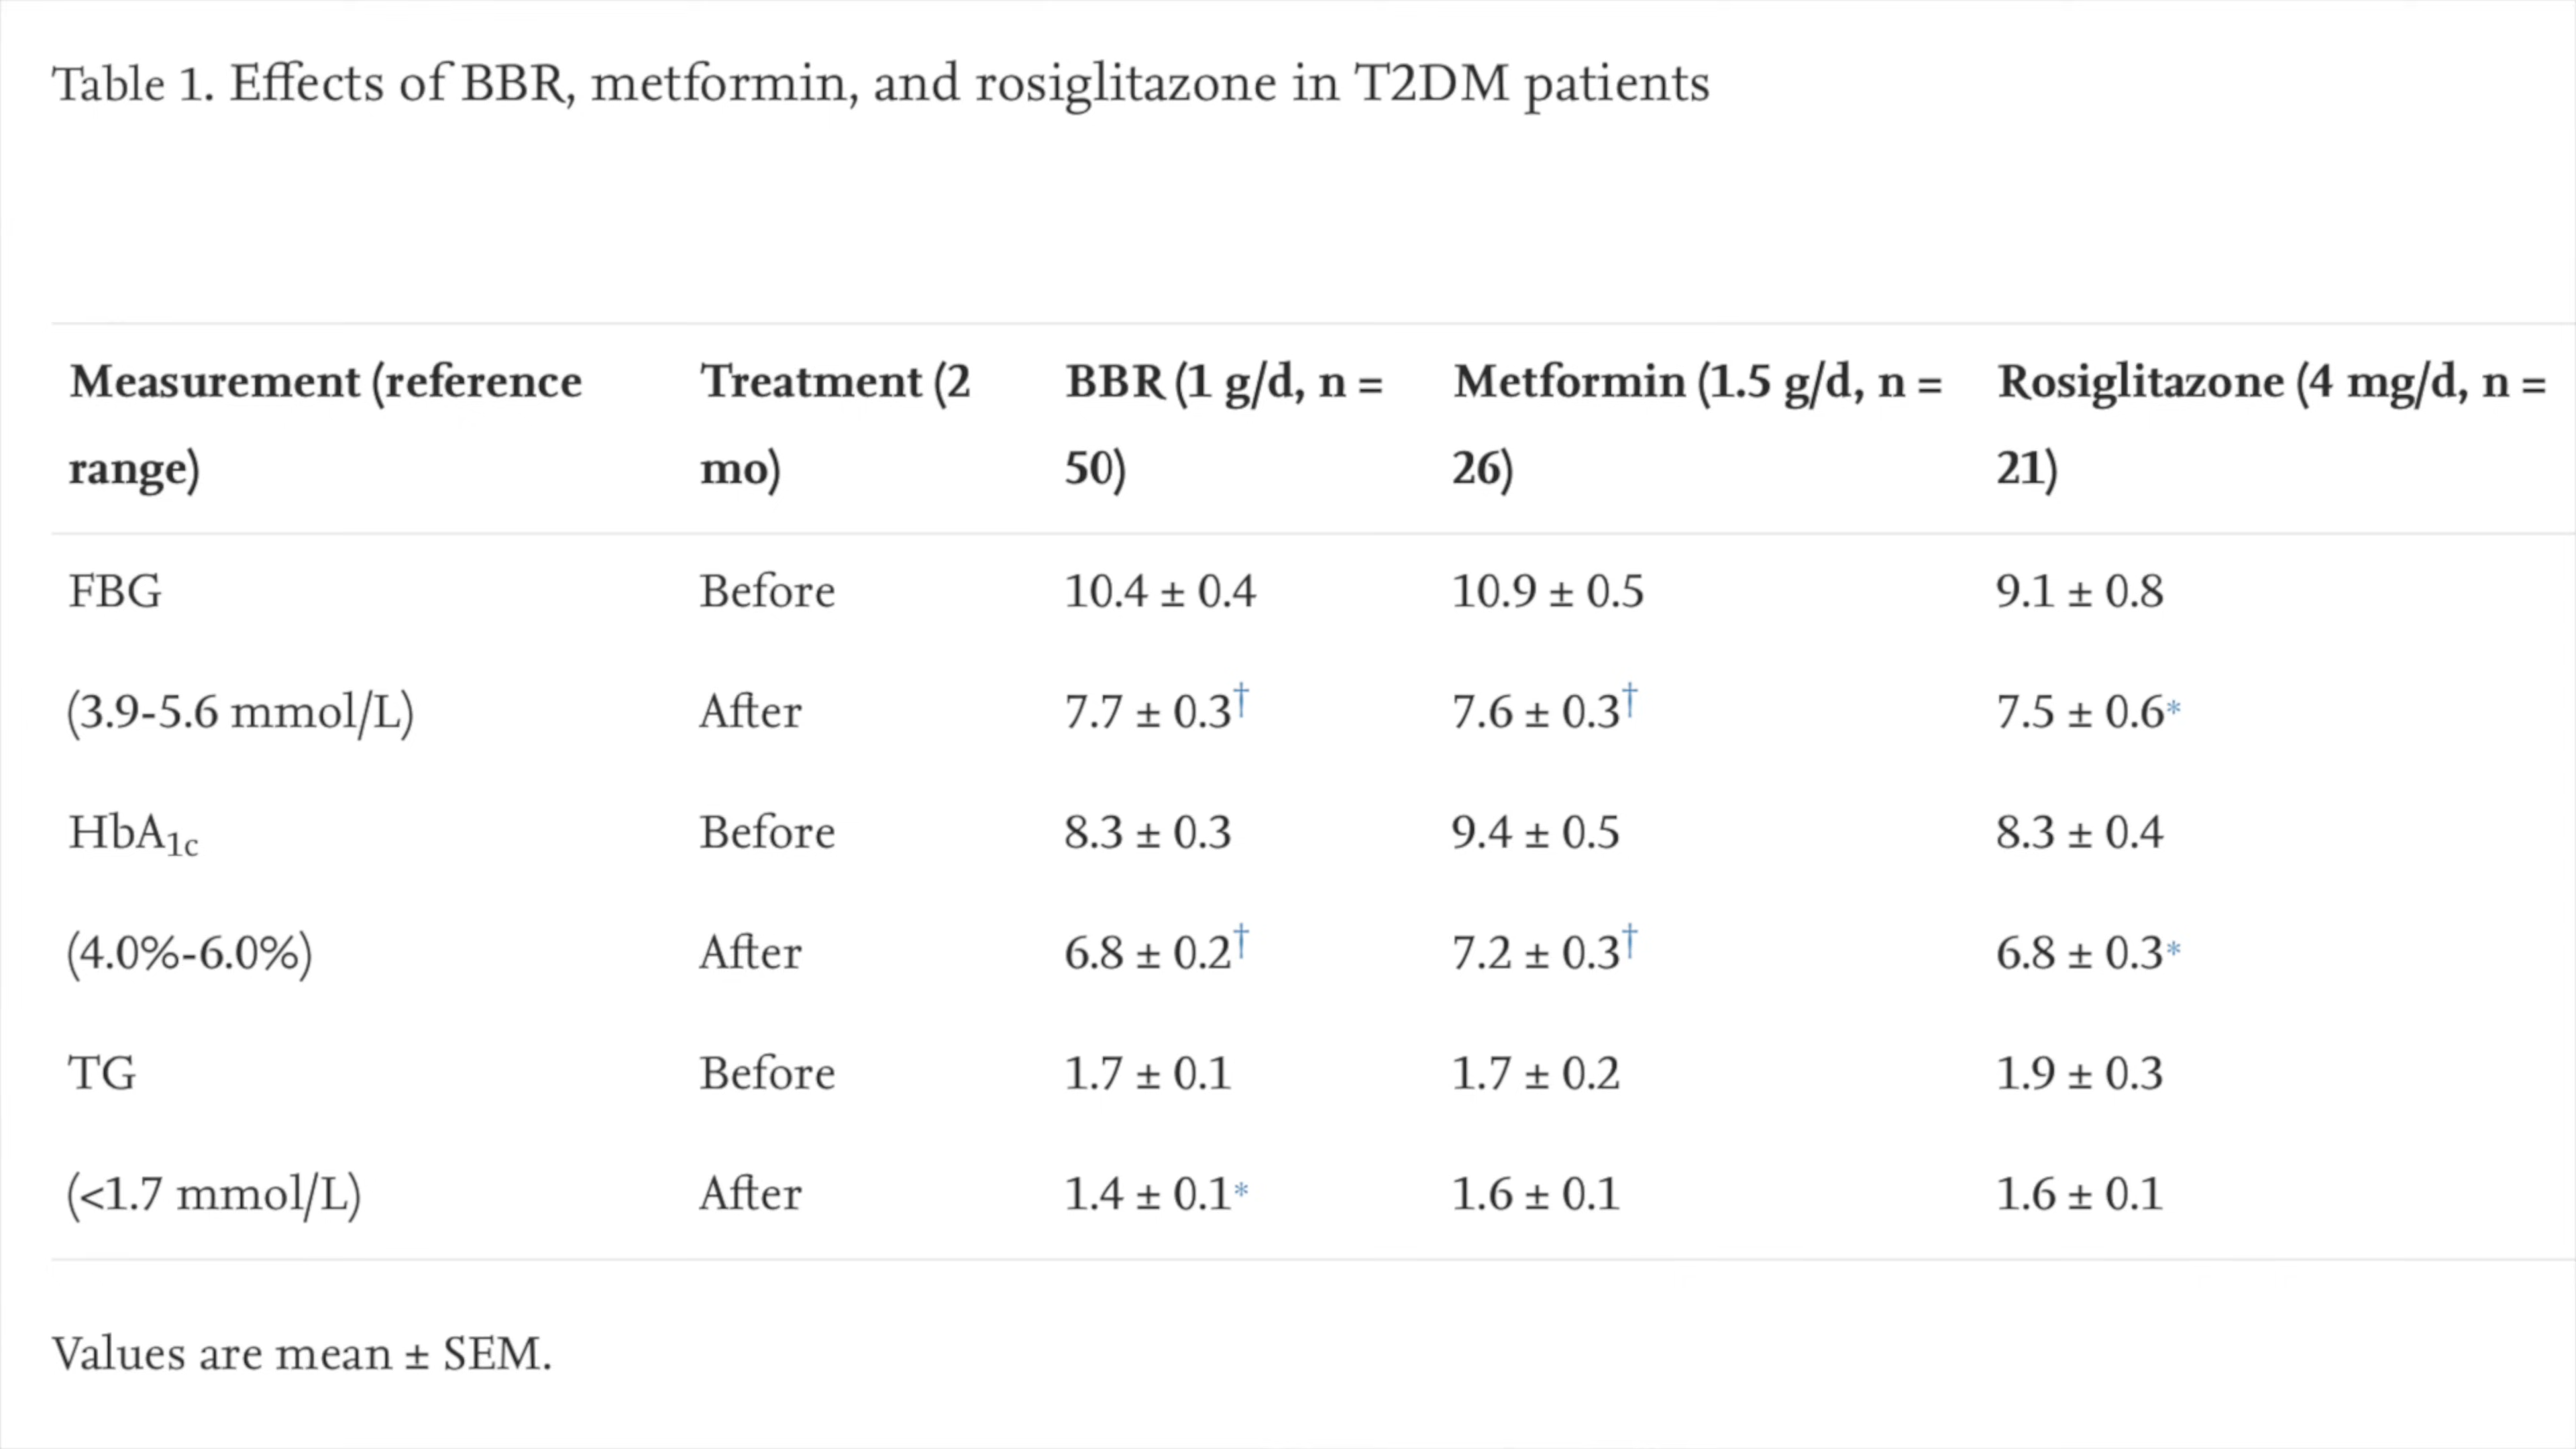 Table 1. Effects of BBR, metformin, and rosiglitazone in T2DM patients
Measurement (reference range) Treatment (2 mo) BBR (1 g/d, n = 50) Metformin (1.5 g/d, n = 26) Rosiglitazone (4 mg/d, n = 21)
FBG Before 10.4 ± 0.4 10.9 ± 0.5 9.1 ± 0.8
(3.9-5.6 mmol/L) After 7.7 ± 0.3† 7.6 ± 0.3† 7.5 ± 0.6*
HbA1c Before 8.3 ± 0.3 9.4 ± 0.5 8.3 ± 0.4
(4.0%-6.0%) After 6.8 ± 0.2† 7.2 ± 0.3† 6.8 ± 0.3*
TG Before 1.7 ± 0.1 1.7 ± 0.2 1.9 ± 0.3
(<1.7 mmol/L) After 1.4 ± 0.1* 1.6 ± 0.1 1.6 ± 0.1
Values are mean ± SEM.